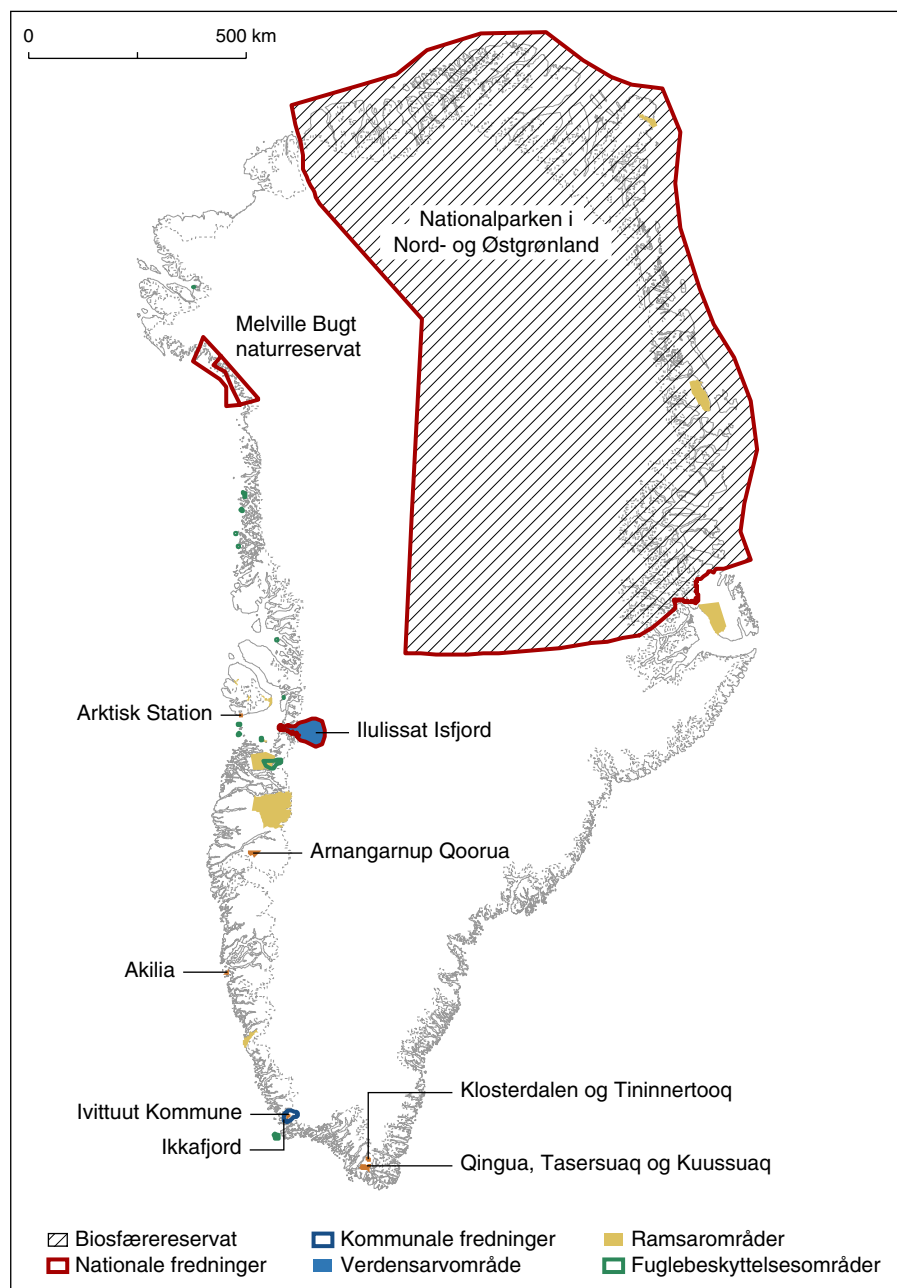 0
500 km
Nationalparken i
Nord- og Østgrønland
Melville Bugt
naturreservat
Arktisk Station
Ilulissat Isfjord
Arnangarnup Qoorua
Akilia
Klosterdalen og Tininnertooq
Ivittuut Kommune
Ikkafjord
Qingua, Tasersuaq og Kuussuaq
Biosfærereservat
Kommunale fredninger
Ramsarområder
Nationale fredninger
Verdensarvområde
Fuglebeskyttelsesområder